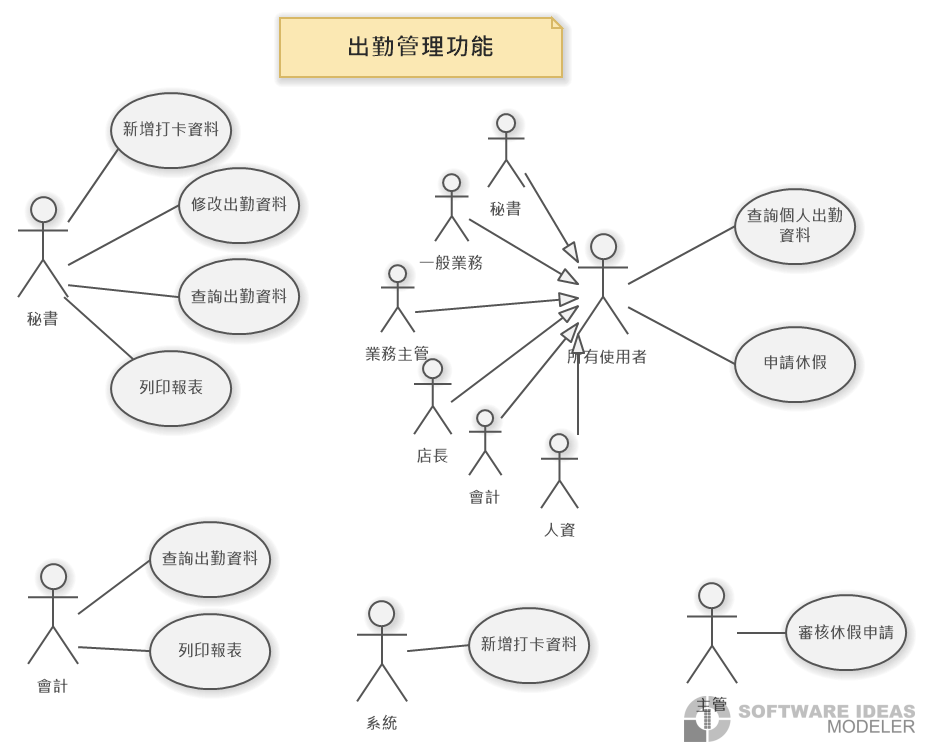 出勤管理功能
新增打卡資料
修改出勤資料
秘書
查詢出勤資料
列印報表
秘書
一般業務
業務主管
店長
會計
人資
所有使用者
查詢個人出勤
資料
申請休假
查詢出勤資料
列印報表
會計
新增打卡資料
系統
審核休假申請
主管
SOFTWARE IDEAS
MODELER